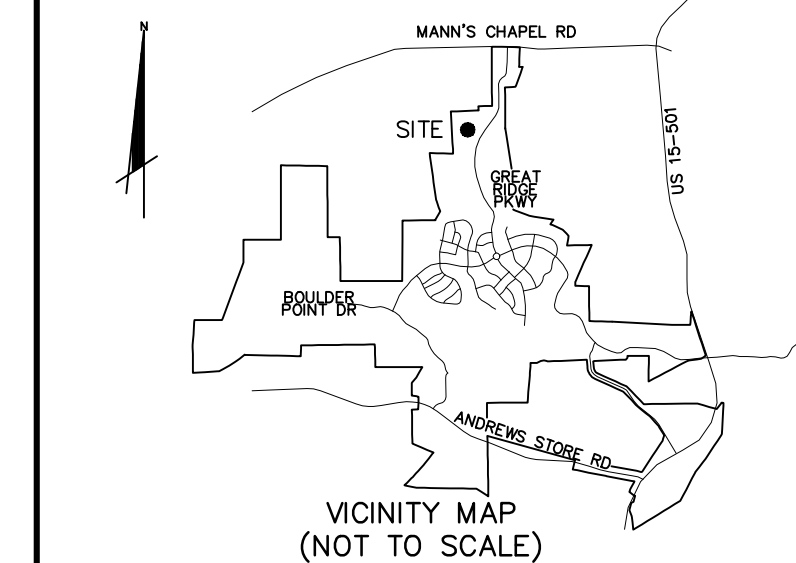 N
MANN'S CHAPEL RD
SITE
US 15-501
GREAT
RIDGE
PKWY
BOULDER
POINT DR
ANDREWS STORE RD
VICINITY MAP
(NOT TO SCALE)